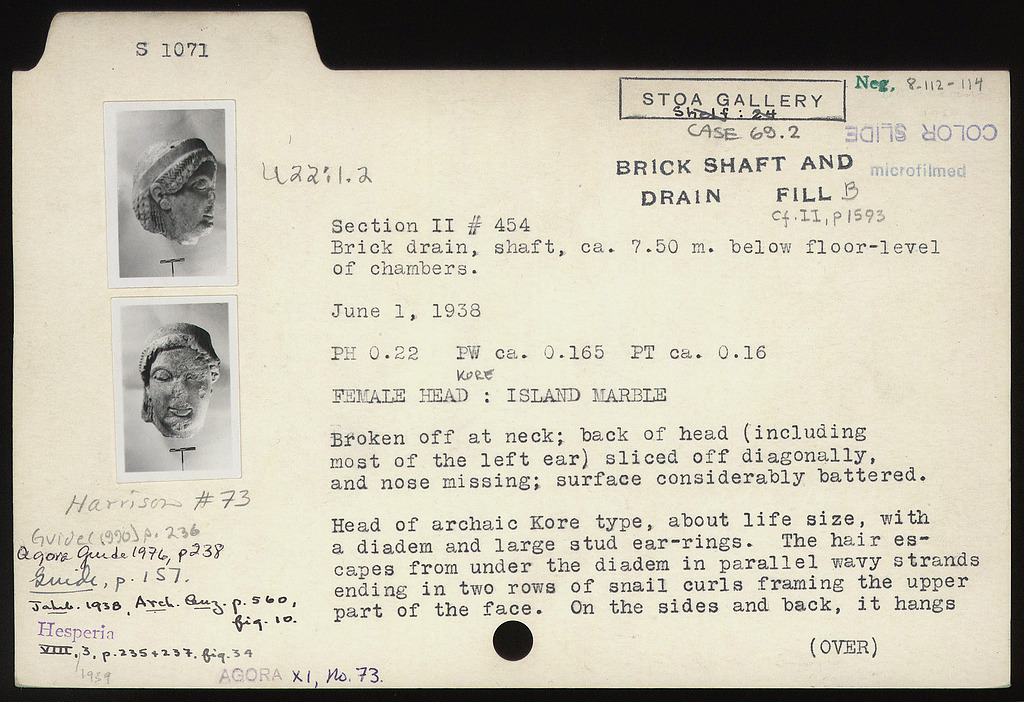 S 1071
Neg. 8-112-114
STOA GALLERY
Shelf: 24
CASE 69.2
COLOR SLIDE
microfilmed
BRICK SHAFT AND
DRAIN FILL B
Cf. II, p 1593
U22:1.2
Section II # 454
Brick drain, shaft, ca. 7.50 m. below floor-level
of chambers.
June 1, 1938
PH 0.22 PW ca. 0.165 PT ca. 0.16
KORE
FEMALE HEAD : ISLAND MARBLE
Broken off at neck; back of head (including
most of the left ear) sliced off diagonally,
and nose missing; surface considerably battered.
Head of archaic Kore type, about life size, with
a diadem and large stud ear-rings. The hair es-
capes from under the diadem in parallel wavy strands
ending in two rows of snail curls framing the upper
part of the face. On the sides and back, it hangs
(OVER)
Harrison # 73
Guide (1990) p. 236
Agora Guide 1976, p 238
Guide, p. 157.
Jahrb. 1938, Arch. Anz. p. 560,
fig. 10.
Hesperia
VIII, 3, p. 235+237, fig. 34
1939
AGORA XI, No. 73.